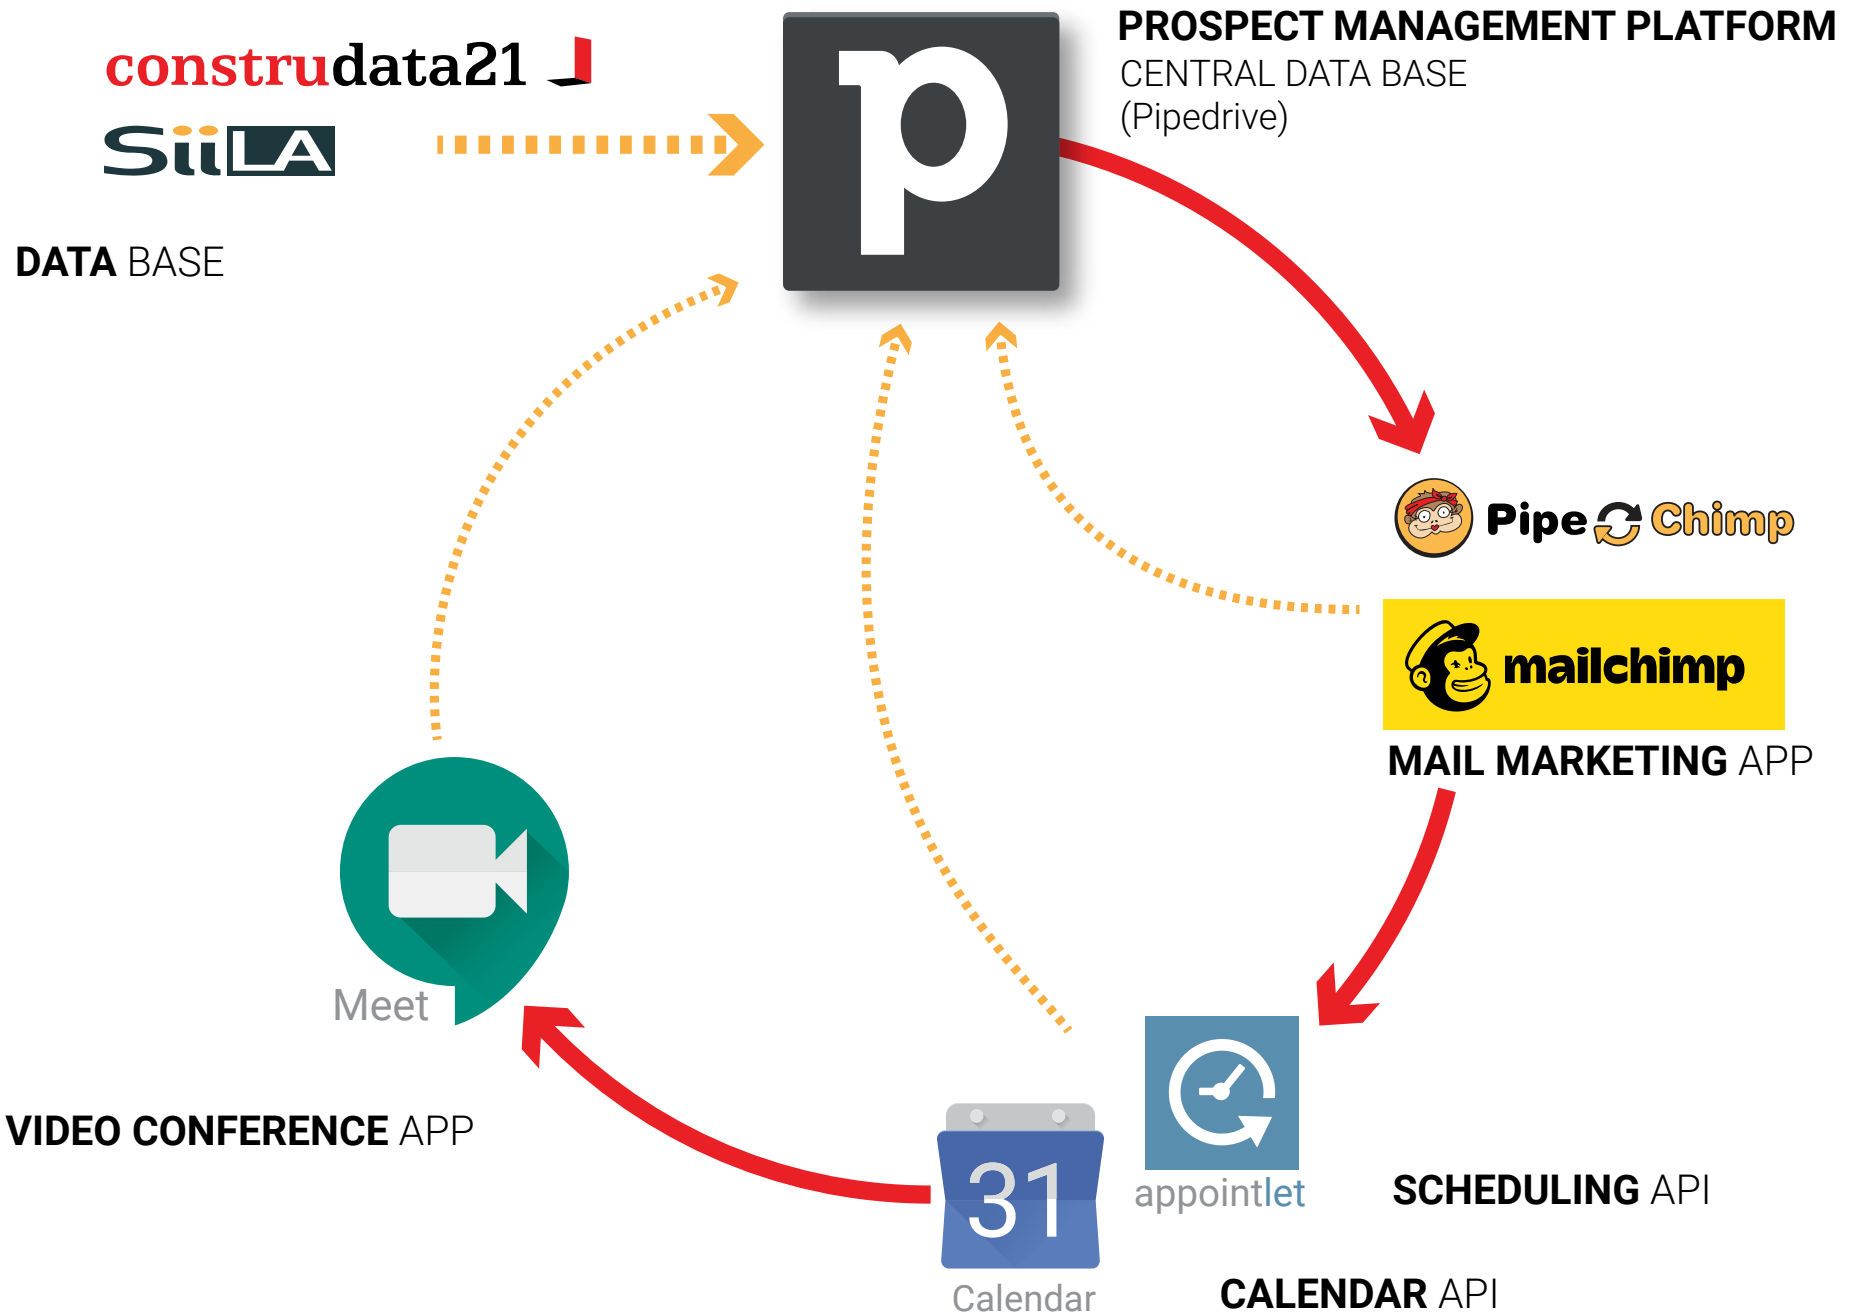 construdata21
SiiLA
DATA BASE
p
PROSPECT MANAGEMENT PLATFORM
CENTRAL DATA BASE
(Pipedrive)
Pipe Chimp
mailchimp
MAIL MARKETING APP
Meet
VIDEO CONFERENCE APP
appointlet
SCHEDULING API
31
Calendar
CALENDAR API